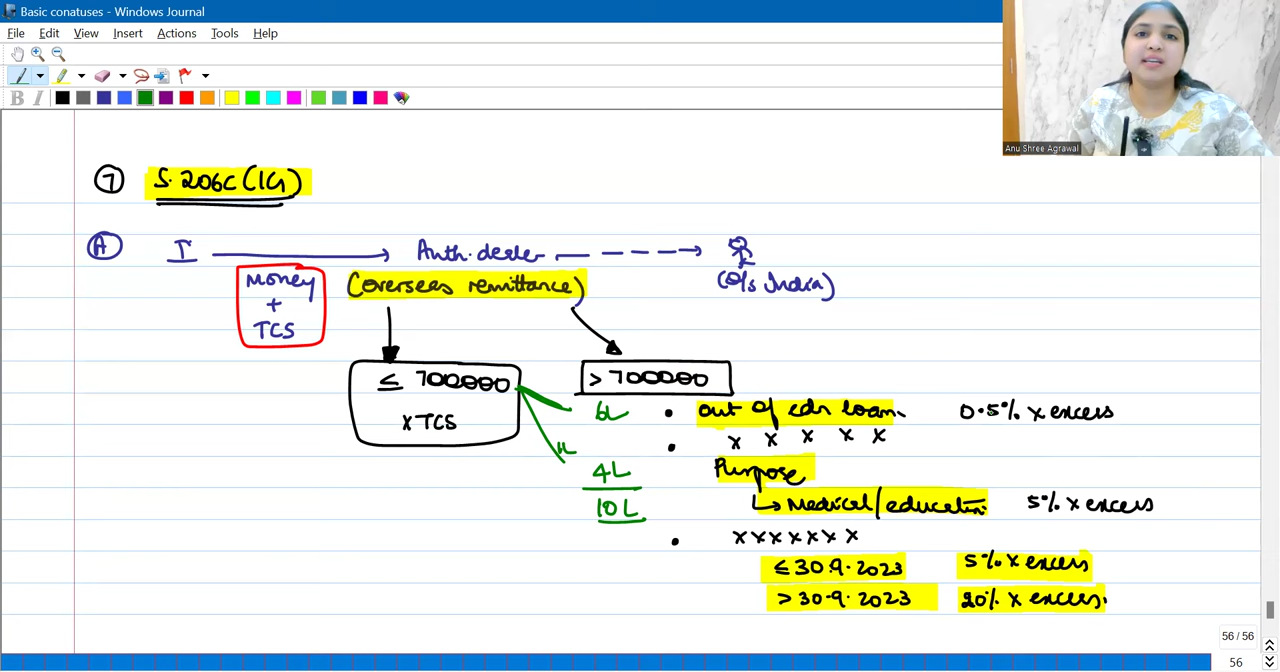 Basic conatuses - Windows Journal
File Edit View Insert Actions Tools Help
B I
Anu Shree Agrawal
7 S. 206C (1G)
A I Auth. dealer
Money (overseas remittance) (O/s India)
+
TCS
≤ 700000 > 700000
x TCS
6L • out of edn loan. 0.5% x excess
• x x x x x
1L
4L Purpose
10L ↳ Medical/education. 5% x excess
• x x x x x x x
≤ 30.9.2023 5% x excess
> 30.9.2023 20% x excess.
56 / 56
56